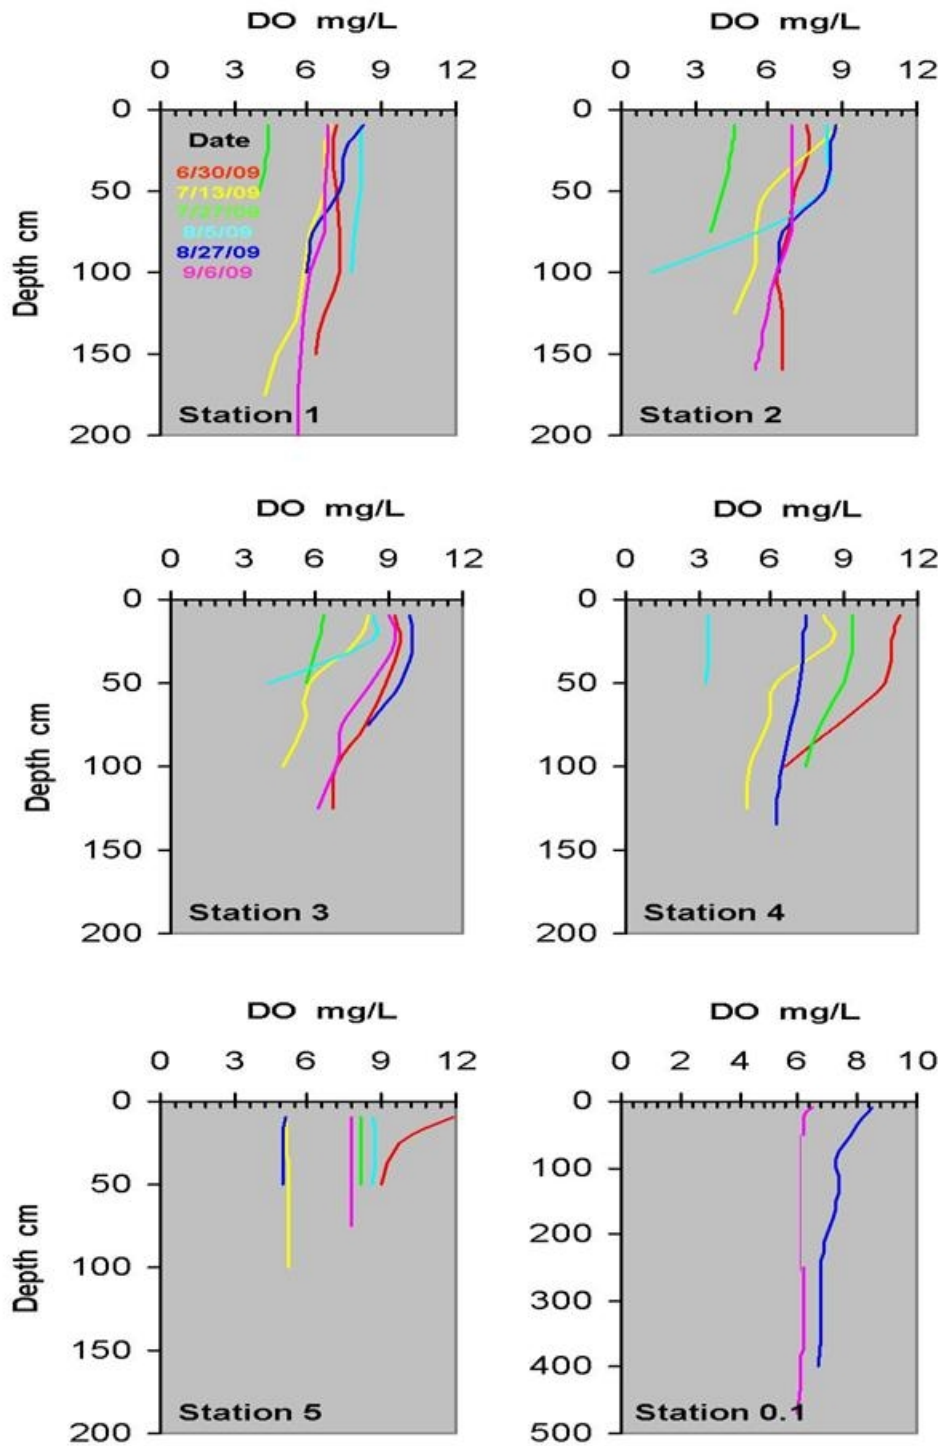 DO mg/L DO mg/L
0 3 6 9 12 0 3 6 9 12
0 0
Date
6/30/09
7/13/09
50 50
7/27/09
8/5/09
8/27/09
9/6/09
100 100
Depth cm
150 150
Station 1 Station 2
200 200
DO mg/L DO mg/L
0 3 6 9 12 0 3 6 9 12
0 0
50 50
100 100
Depth cm
150 150
Station 3 Station 4
200 200
DO mg/L DO mg/L
0 3 6 9 12 0 2 4 6 8 10
0 0
50 100
100 200
Depth cm
300
150 400
Station 5 Station 0.1
200 500